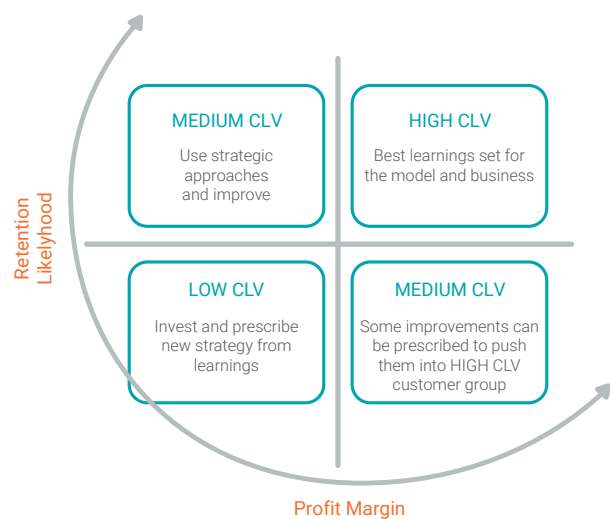 MEDIUM CLV
Use strategic
approaches
and improve
HIGH CLV
Best learnings set for
the model and business
Retention
Likelyhood
LOW CLV
Invest and prescribe
new strategy from
learnings
MEDIUM CLV
Some improvements can
be prescribed to push
them into HIGH CLV
customer group
Profit Margin